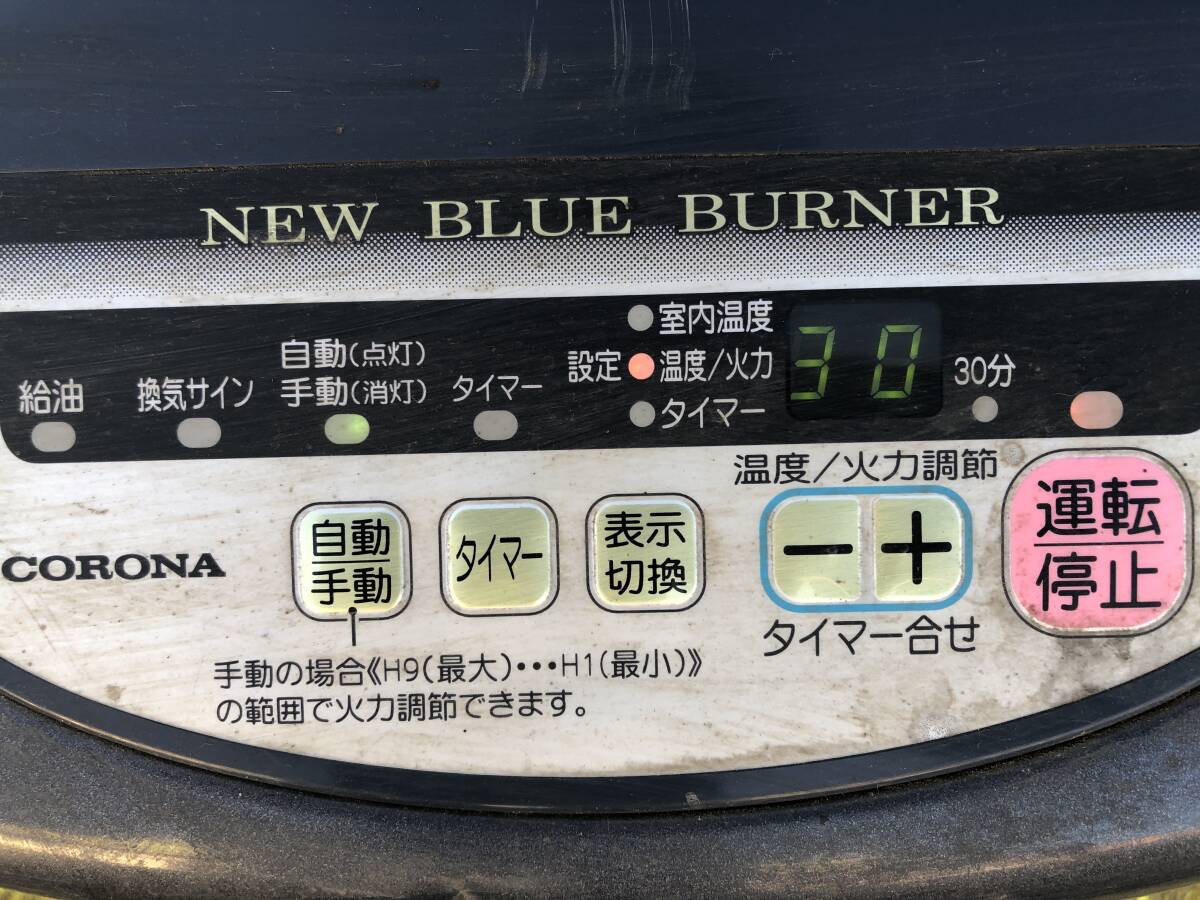 NEW BLUE BURNER
給油
換気サイン
自動(点灯)
手動(消灯)
タイマー
設定
室内温度
温度/火力
タイマー
30
30分
温度/火力調節
CORONA
自動
手動
タイマー
表示
切換
－
＋
運転
停止
タイマー合せ
手動の場合《H9(最大)・・・H1(最小)》
の範囲で火力調節できます。